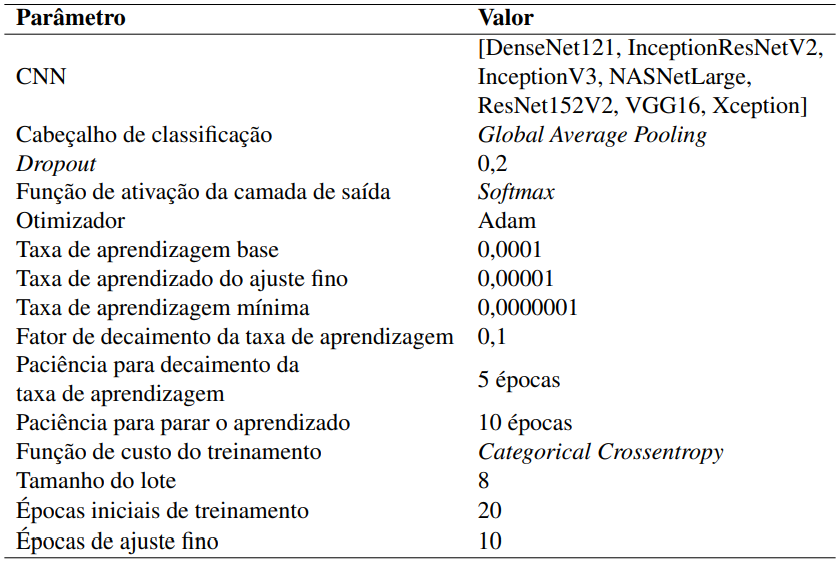 Parâmetro Valor
CNN [DenseNet121, InceptionResNetV2,
InceptionV3, NASNetLarge,
ResNet152V2, VGG16, Xception]
Cabeçalho de classificação Global Average Pooling
Dropout 0,2
Função de ativação da camada de saída Softmax
Otimizador Adam
Taxa de aprendizagem base 0,0001
Taxa de aprendizado do ajuste fino 0,00001
Taxa de aprendizagem mínima 0,0000001
Fator de decaimento da taxa de aprendizagem 0,1
Paciência para decaimento da
taxa de aprendizagem 5 épocas
Paciência para parar o aprendizado 10 épocas
Função de custo do treinamento Categorical Crossentropy
Tamanho do lote 8
Épocas iniciais de treinamento 20
Épocas de ajuste fino 10